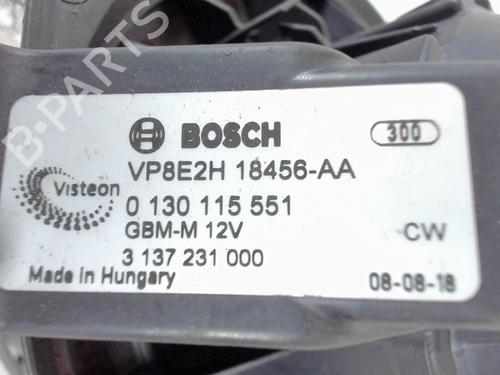 B-PARTS
BOSCH
300
VP8E2H 18456-AA
Visteon
0 130 115 551
GBM-M 12V
CW
3 137 231 000
Made in Hungary
08-08-18